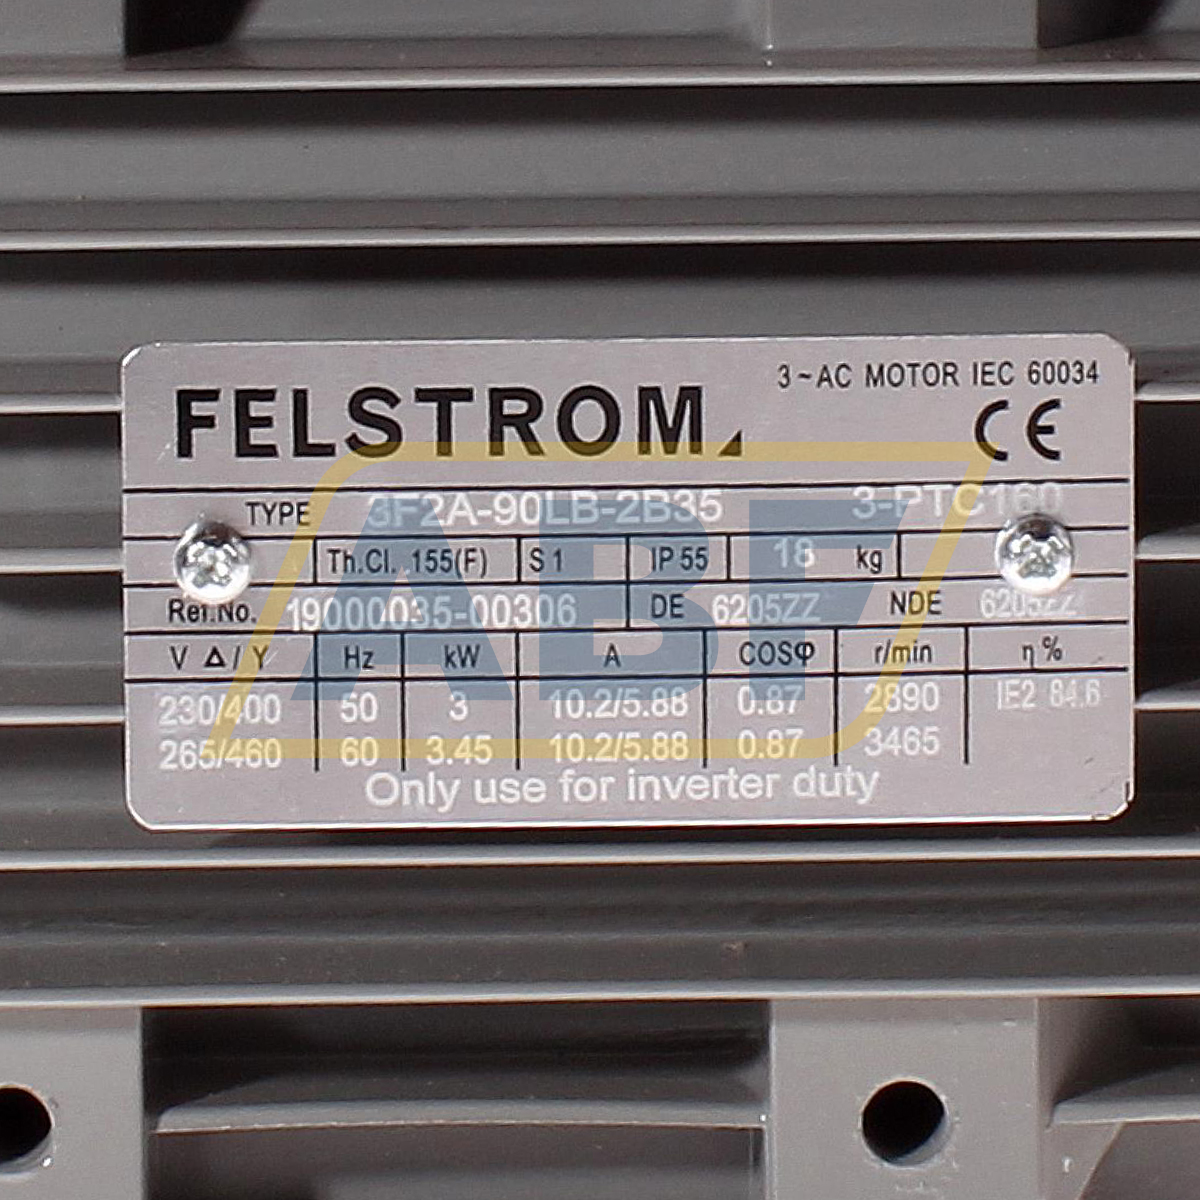 3~AC MOTOR IEC 60034
FELSTROM
CE
TYPE 3F2A-90LB-2B35 3-PTC160
Th.Cl. 155(F) S1 IP 55 18 kg
Ref.No. 19000035-00306 DE 6205ZZ NDE 6205ZZ
V Δ/Y Hz kW A COSφ r/min η%
230/400 50 3 10.2/5.88 0.87 2890 IE2 84.6
265/460 60 3.45 10.2/5.88 0.87 3465
Only use for inverter duty
ABF